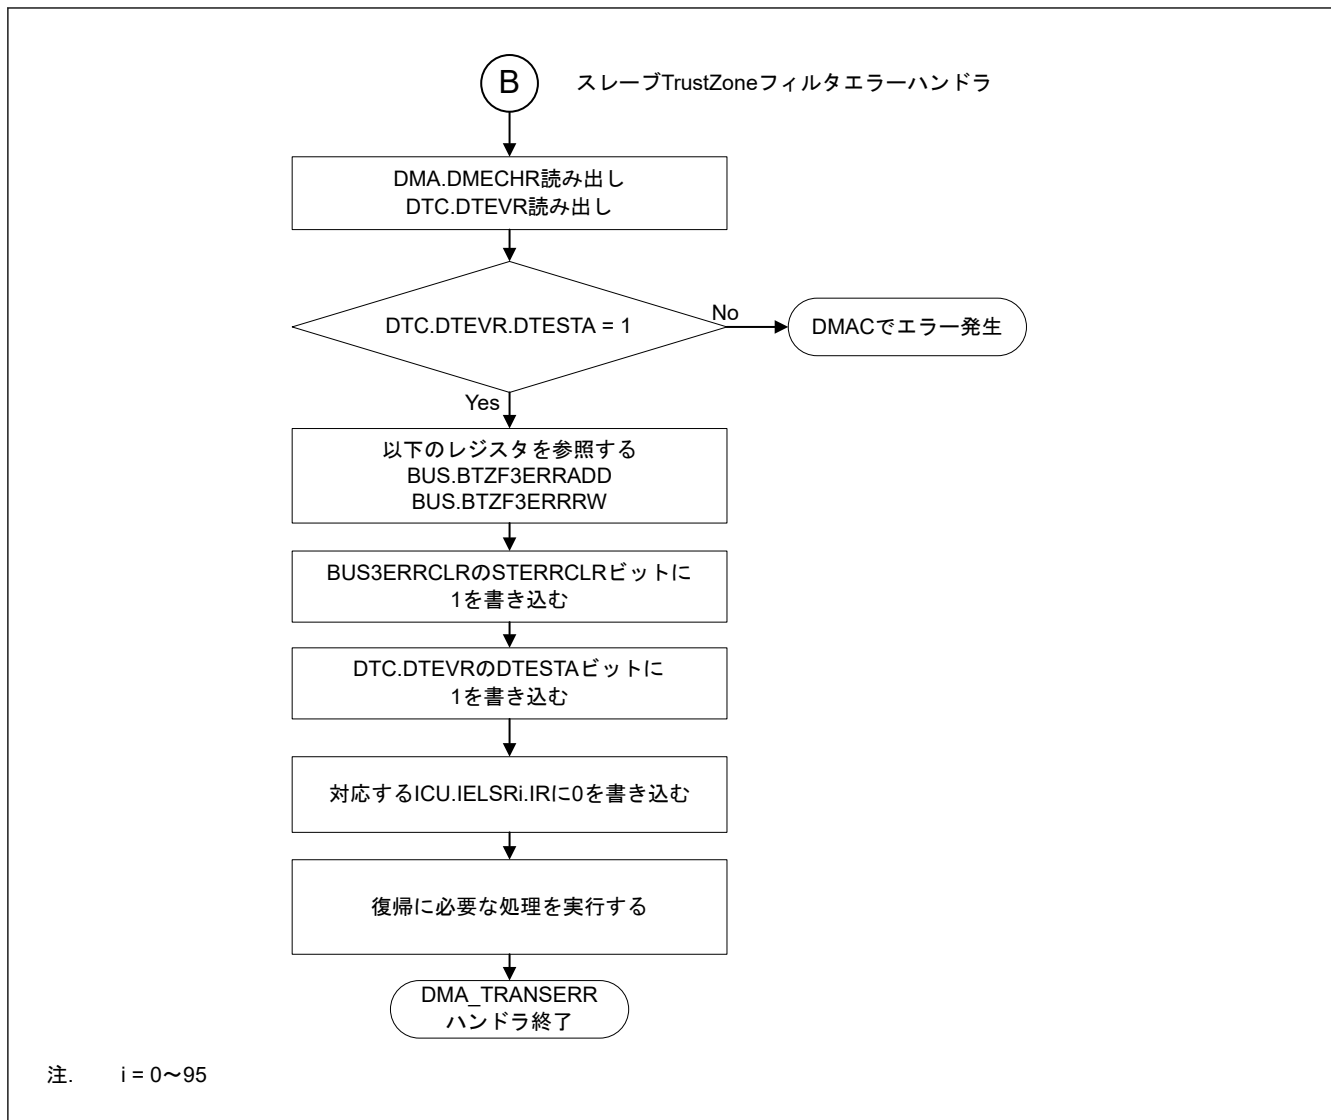 B
スレーブTrustZoneフィルタエラーハンドラ
DMA.DMECHR読み出し
DTC.DTEVR読み出し
DTC.DTEVR.DTESTA = 1
No
DMACでエラー発生
Yes
以下のレジスタを参照する
BUS.BTZF3ERRADD
BUS.BTZF3ERRRW
BUS3ERRCLRのSTERRCLRビットに
1を書き込む
DTC.DTEVRのDTESTAビットに
1を書き込む
対応するICU.IELSRi.IRに0を書き込む
復帰に必要な処理を実行する
DMA_TRANSERR
ハンドラ終了
注. i = 0～95